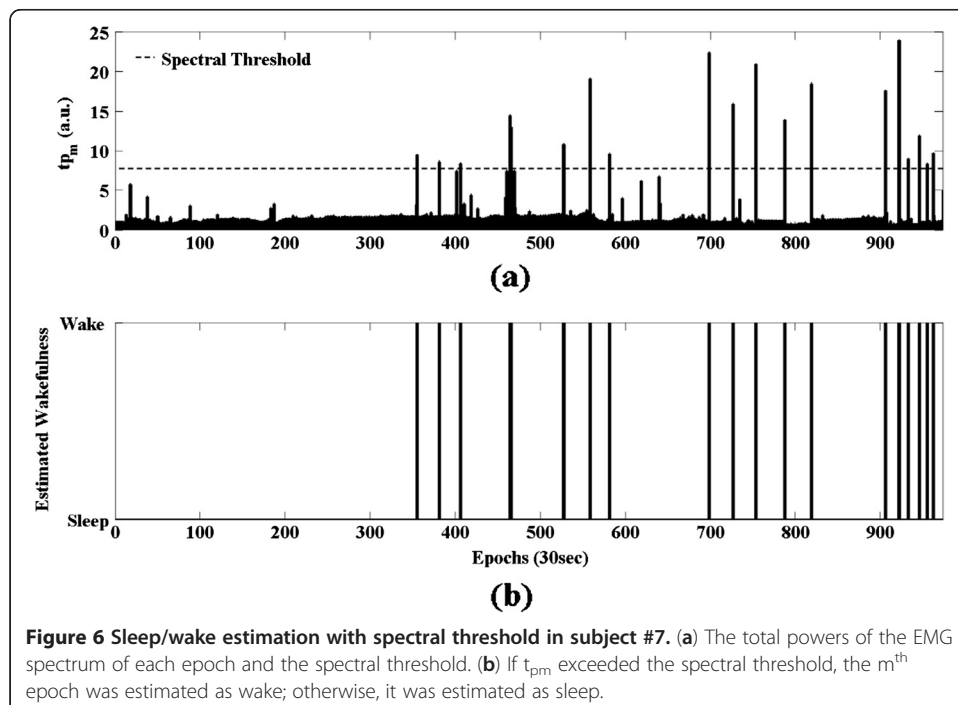 25
20
15
10
5
0
tpₘ (a.u.)
Spectral Threshold
0 100 200 300 400 500 600 700 800 900
(a)
Wake
Estimated Wakefulness
Sleep
0 100 200 300 400 500 600 700 800 900
Epochs (30sec)
(b)
Figure 6 Sleep/wake estimation with spectral threshold in subject #7. (a) The total powers of the EMG
spectrum of each epoch and the spectral threshold. (b) If tpm exceeded the spectral threshold, the mth
epoch was estimated as wake; otherwise, it was estimated as sleep.